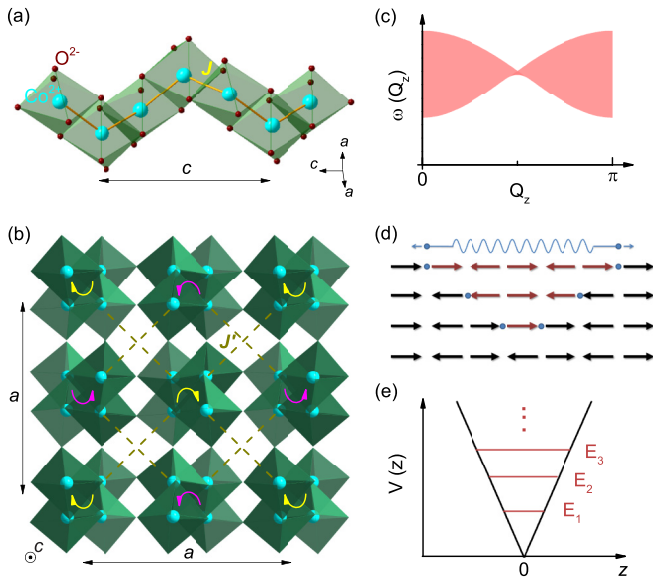 (a)
O2-
Co2+
J
c
a
c
a
(b)
J'
a
c
a
(c)
ω (Qz)
0
π
Qz
(d)
(e)
V (z)
E3
E2
E1
0
z